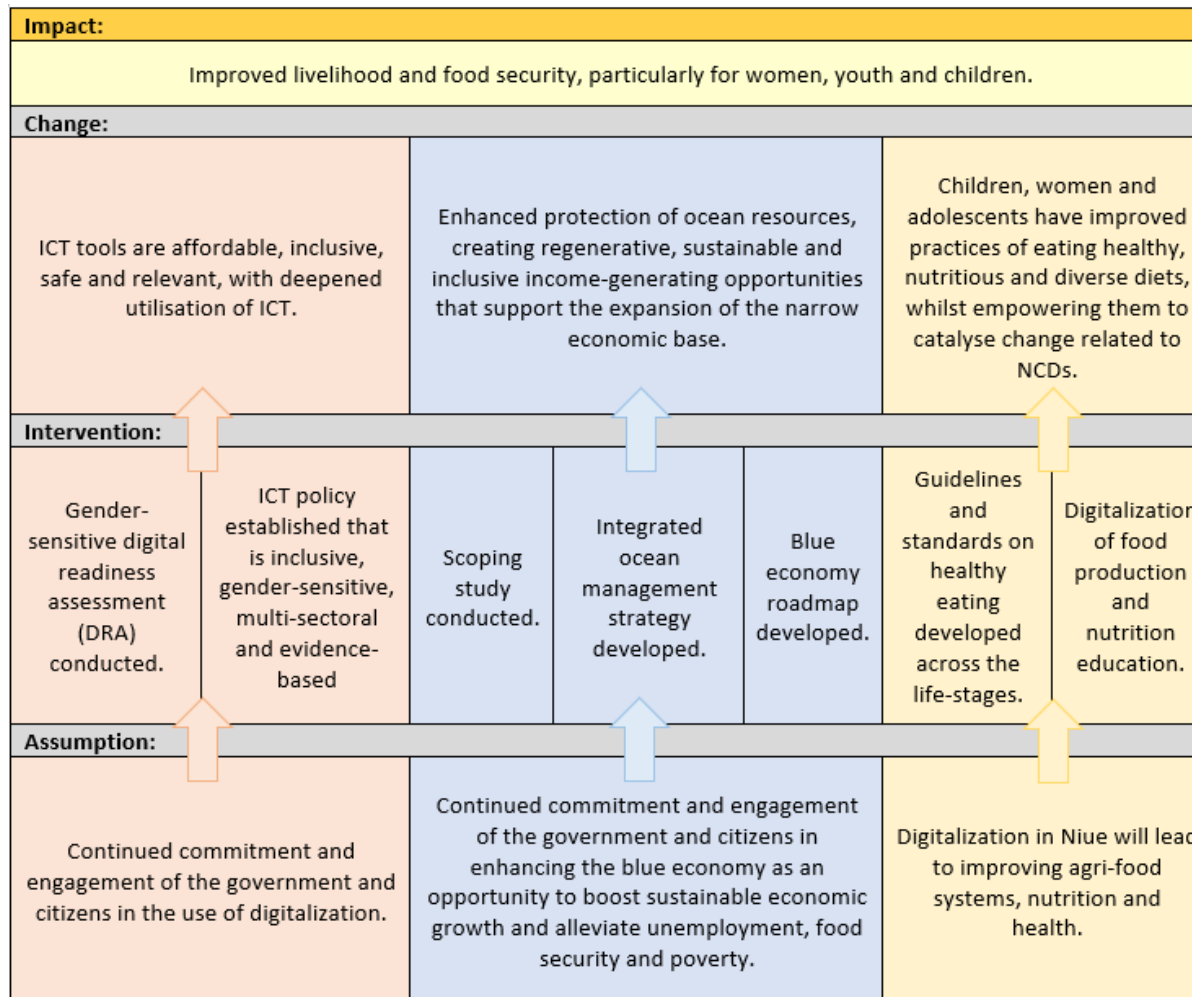 Impact:
Improved livelihood and food security, particularly for women, youth and children.
Change:
ICT tools are affordable, inclusive,
safe and relevant, with deepened
utilisation of ICT.
Enhanced protection of ocean resources,
creating regenerative, sustainable and
inclusive income-generating opportunities
that support the expansion of the narrow
economic base.
Children, women and
adolescents have improved
practices of eating healthy,
nutritious and diverse diets,
whilst empowering them to
catalyse change related to
NCDs.
Intervention:
Gender-
sensitive digital
readiness
assessment
(DRA)
conducted.
ICT policy
established that
is inclusive,
gender-sensitive,
multi-sectoral
and evidence-
based
Scoping
study
conducted.
Integrated
ocean
management
strategy
developed.
Blue
economy
roadmap
developed.
Guidelines
and
standards on
healthy
eating
developed
across the
life-stages.
Digitalization
of food
production
and
nutrition
education.
Assumption:
Continued commitment and
engagement of the government and
citizens in the use of digitalization.
Continued commitment and engagement
of the government and citizens in
enhancing the blue economy as an
opportunity to boost sustainable economic
growth and alleviate unemployment, food
security and poverty.
Digitalization in Niue will lead
to improving agri-food
systems, nutrition and
health.